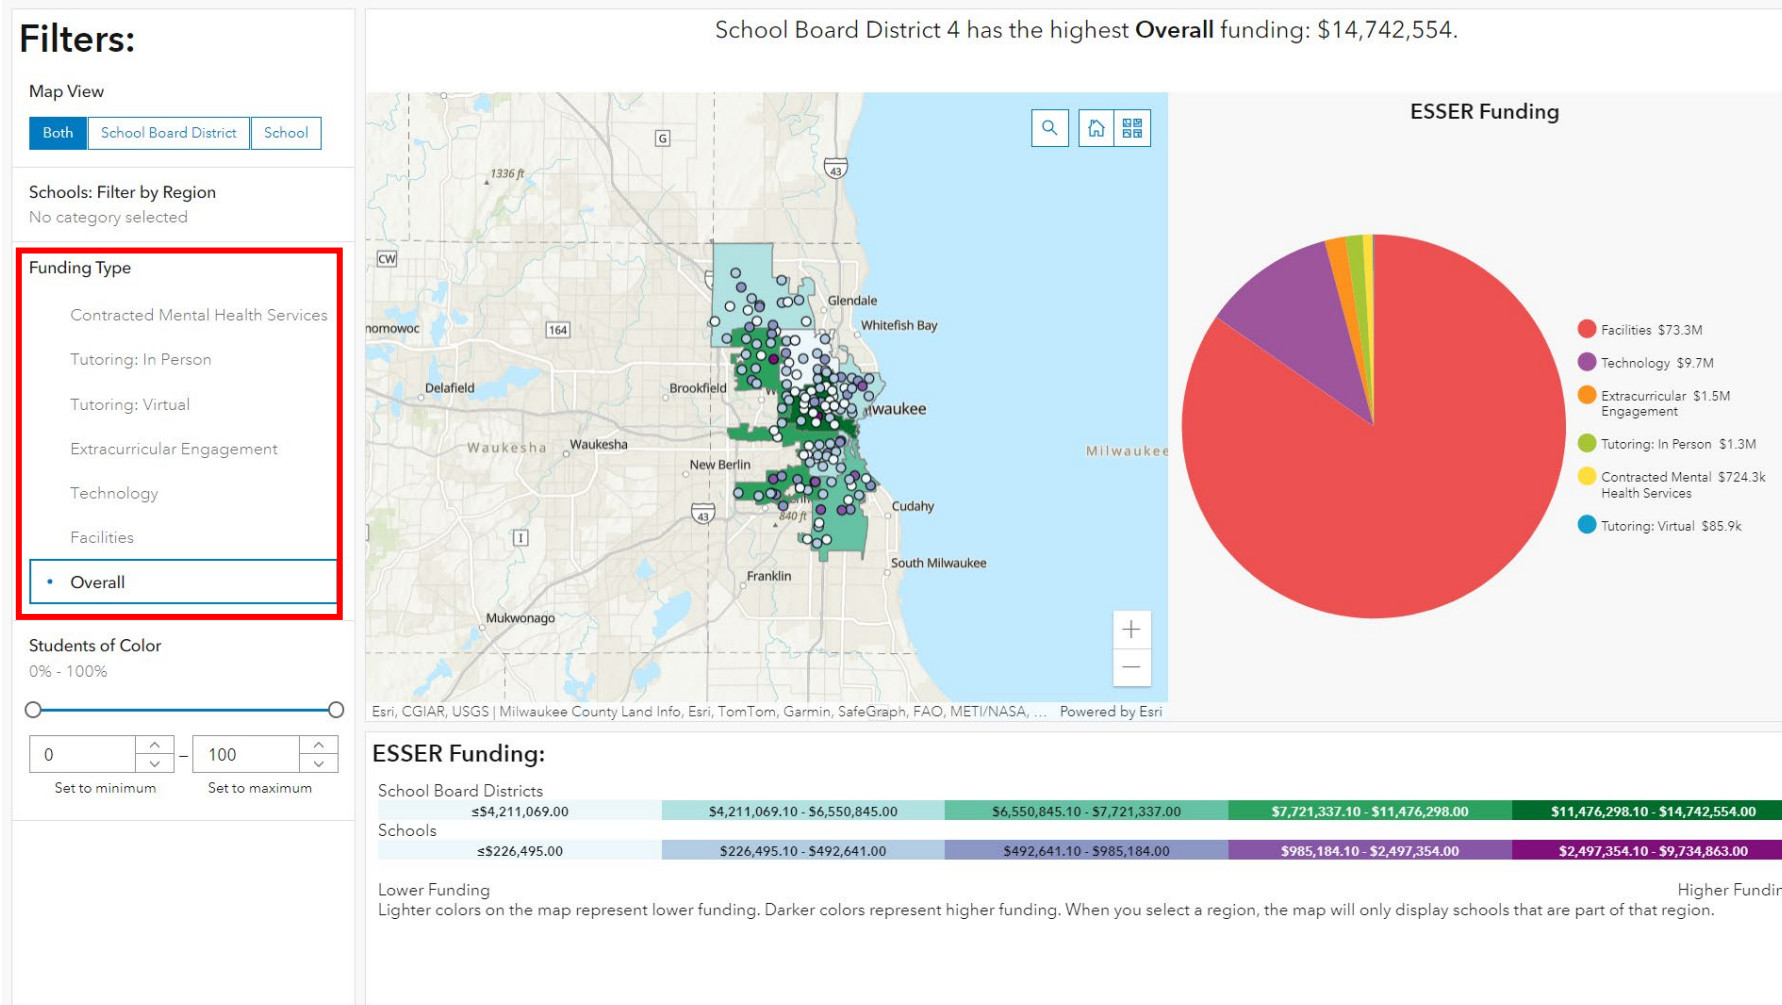 Filters:
Map View
Both
School Board District
School
Schools: Filter by Region
No category selected
Funding Type
Contracted Mental Health Services
Tutoring: In Person
Tutoring: Virtual
Extracurricular Engagement
Technology
Facilities
Overall
Students of Color
0% - 100%
0
–
100
Set to minimum
Set to maximum
School Board District 4 has the highest Overall funding: $14,742,554.
G
43
1336 ft
CW
164
Glendale
Whitefish Bay
nomowoc
Delafield
Brookfield
W
waukee
Waukesha
Waukesha
Milwaukee
New Berlin
43
840 ft
Cudahy
I
South Milwaukee
Franklin
Mukwonago
Esri, CGIAR, USGS | Milwaukee County Land Info, Esri, TomTom, Garmin, SafeGraph, FAO, METI/NASA, ...
Powered by Esri
ESSER Funding
Facilities $73.3M
Technology $9.7M
Extracurricular $1.5M
Engagement
Tutoring: In Person $1.3M
Contracted Mental $724.3k
Health Services
Tutoring: Virtual $85.9k
ESSER Funding:
School Board Districts
≤$4,211,069.00
$4,211,069.10 - $6,550,845.00
$6,550,845.10 - $7,721,337.00
$7,721,337.10 - $11,476,298.00
$11,476,298.10 - $14,742,554.00
Schools
≤$226,495.00
$226,495.10 - $492,641.00
$492,641.10 - $985,184.00
$985,184.10 - $2,497,354.00
$2,497,354.10 - $9,734,863.00
Lower Funding
Higher Fundin
Lighter colors on the map represent lower funding. Darker colors represent higher funding. When you select a region, the map will only display schools that are part of that region.